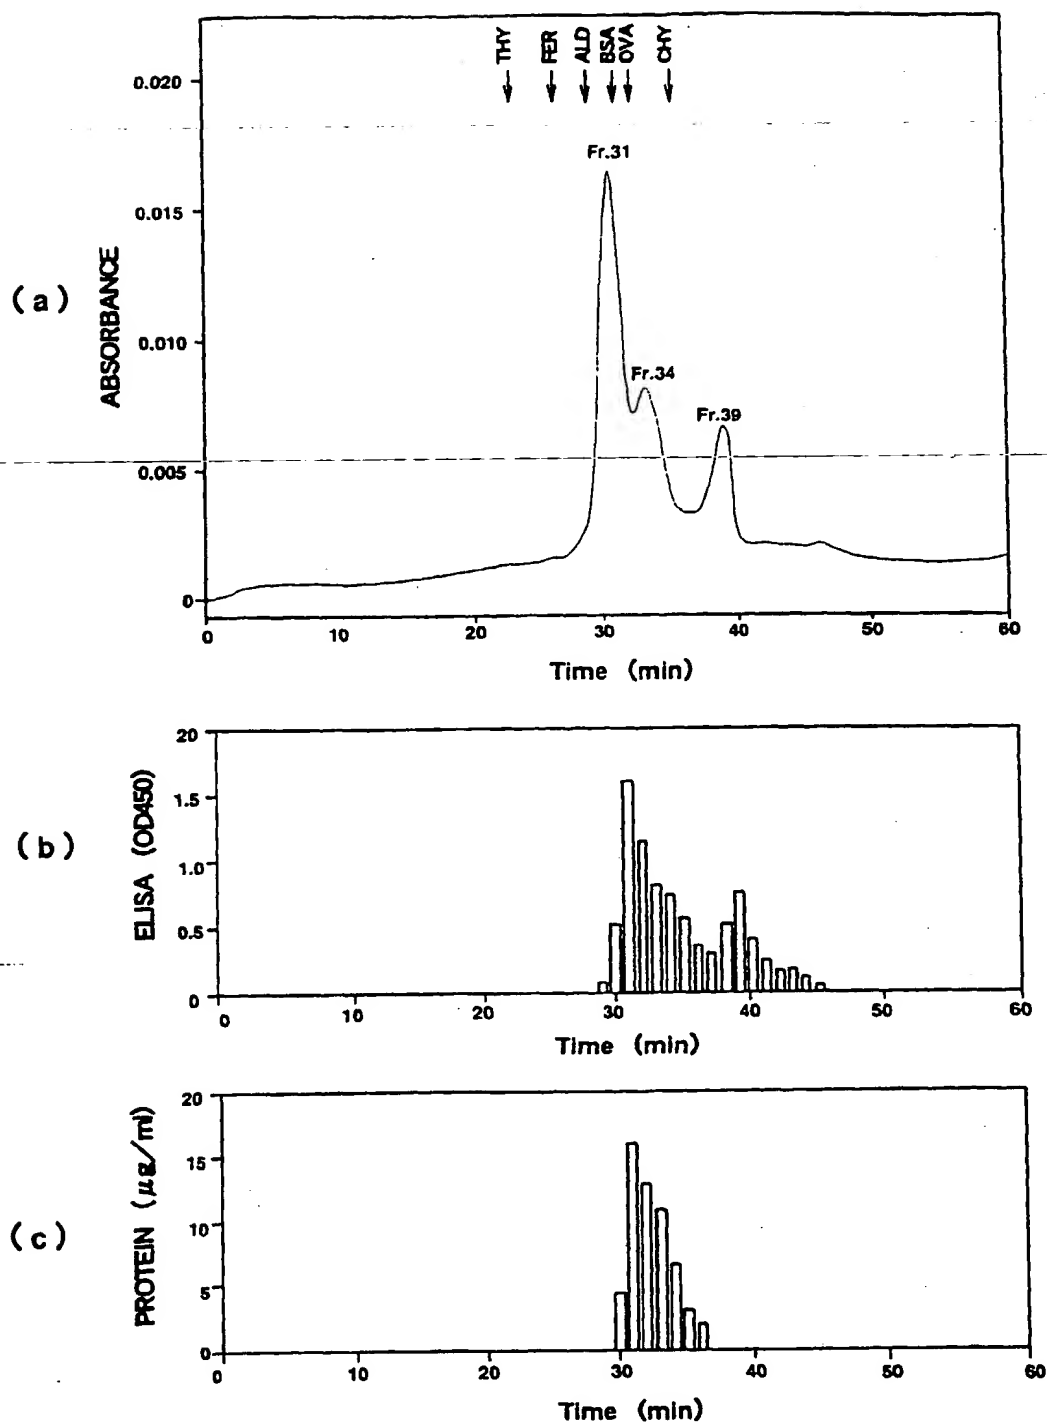 THY FER ALD BSA OVA CHY
0.020
Fr.31
0.015
(a)
ABSORBANCE
0.010
Fr.34
Fr.39
0.005
0
0 10 20 30 40 50 60
Time (min)
20
1.5
(b)
ELISA (OD450)
1.0
0.5
0
0 10 20 30 40 50 60
Time (min)
20
15
(c)
PROTEIN (μg/ml)
10
5
0
0 10 20 30 40 50 60
Time (min)